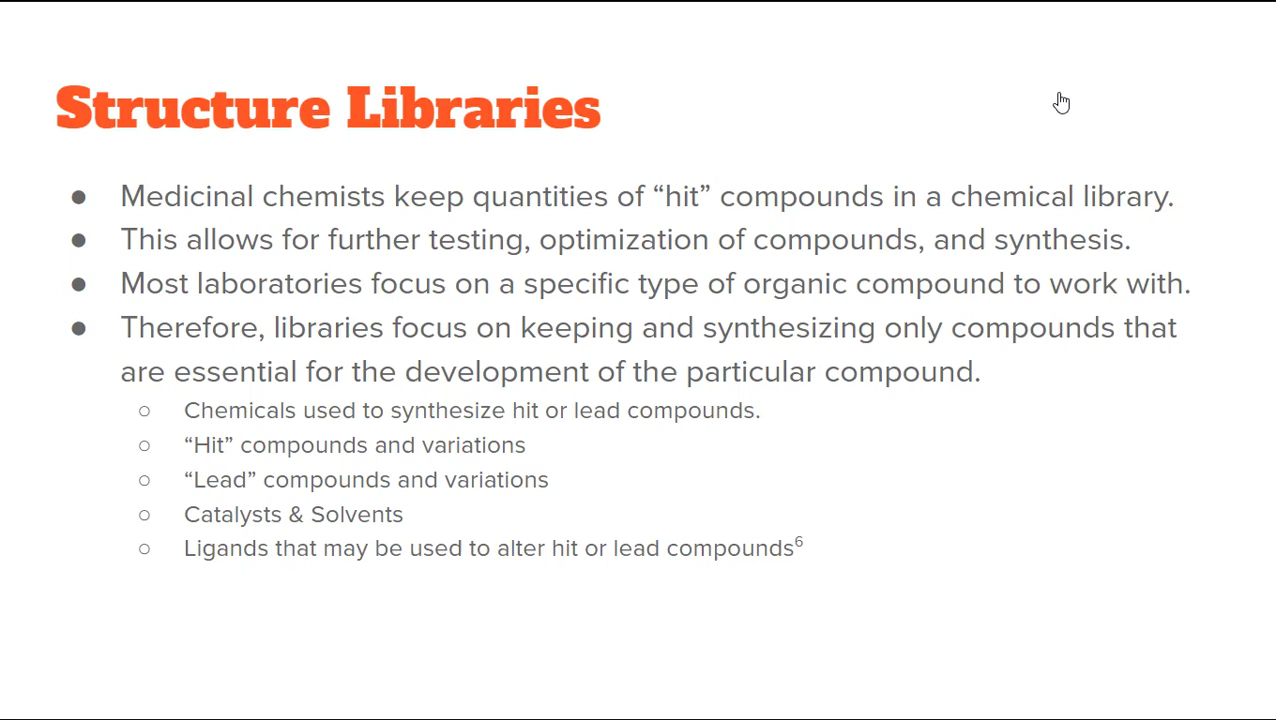 Structure Libraries
● Medicinal chemists keep quantities of “hit” compounds in a chemical library.
● This allows for further testing, optimization of compounds, and synthesis.
● Most laboratories focus on a specific type of organic compound to work with.
● Therefore, libraries focus on keeping and synthesizing only compounds that
are essential for the development of the particular compound.
○ Chemicals used to synthesize hit or lead compounds.
○ “Hit” compounds and variations
○ “Lead” compounds and variations
○ Catalysts & Solvents
○ Ligands that may be used to alter hit or lead compounds⁶